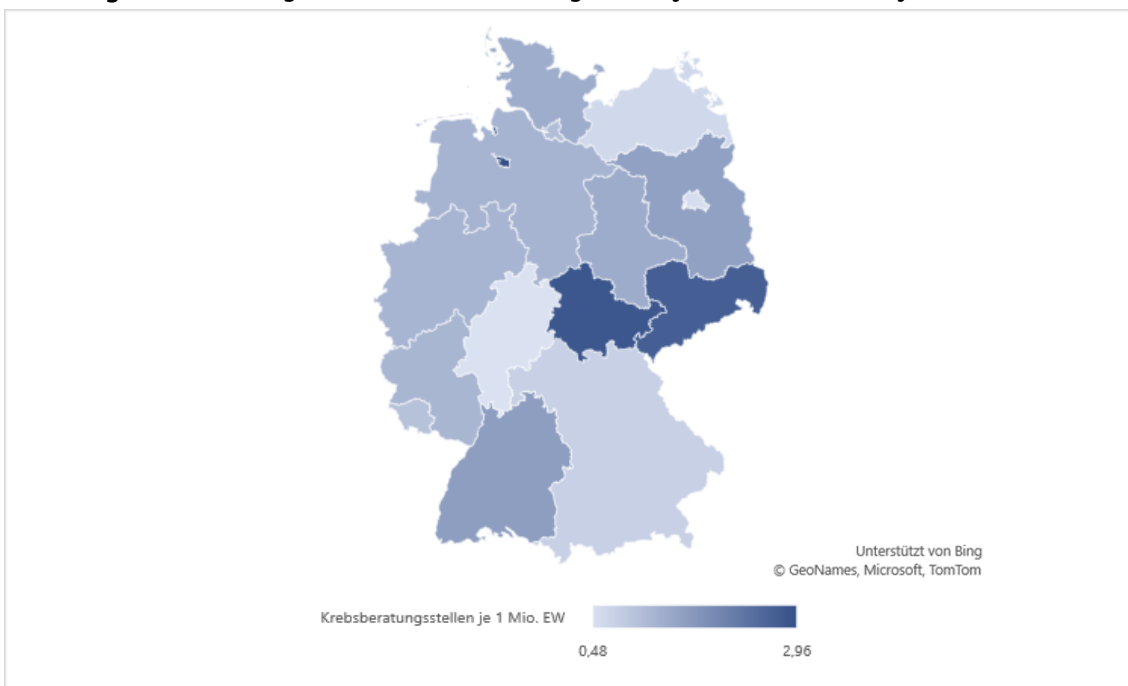 Unterstützt von Bing
© GeoNames, Microsoft, TomTom
Krebsberatungsstellen je 1 Mio. EW
0,48
2,96